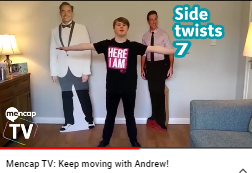 Side
twists
7
HERE
I AM
mencap
TV
Mencap TV: Keep moving with Andrew!